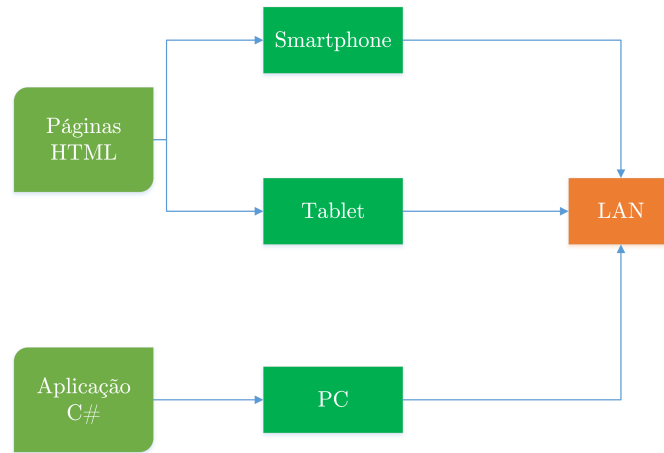 Smartphone
Páginas
HTML
Tablet
LAN
Aplicação
C#
PC